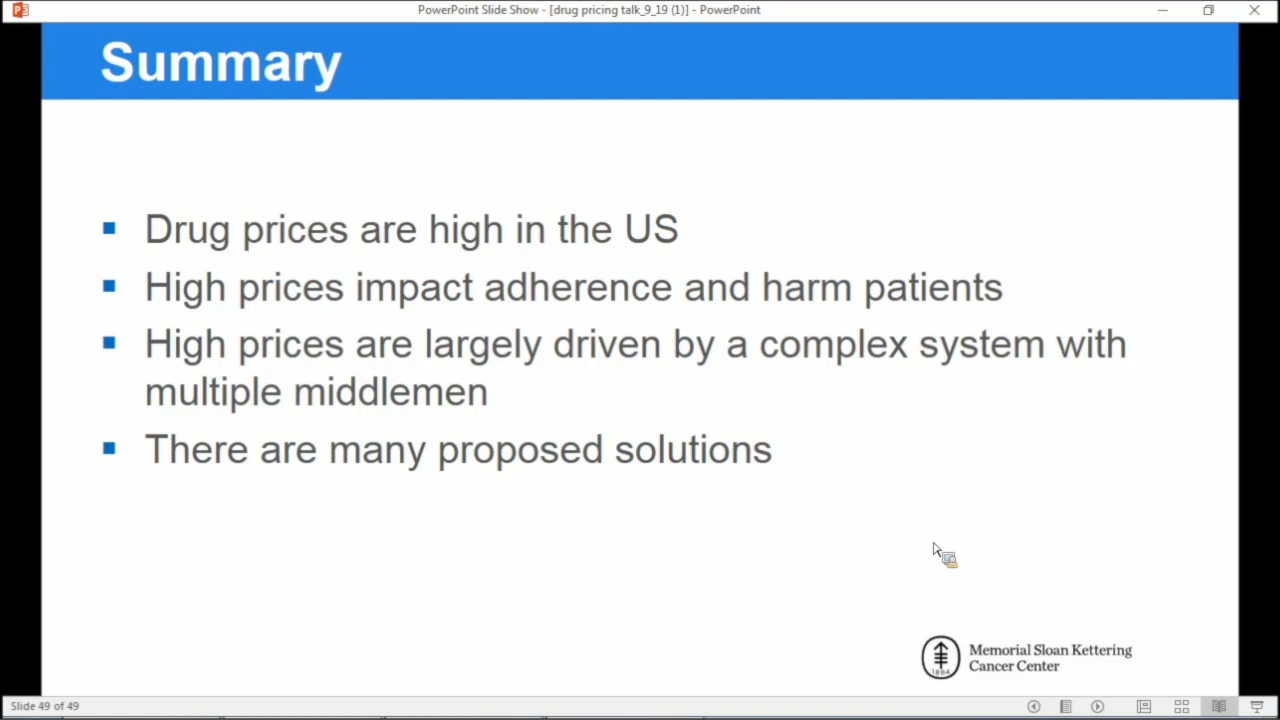 PowerPoint Slide Show - [drug pricing talk_9_19 (1)] - PowerPoint
Summary
Drug prices are high in the US
High prices impact adherence and harm patients
High prices are largely driven by a complex system with
multiple middlemen
There are many proposed solutions
1884
Memorial Sloan Kettering
Cancer Center
Slide 49 of 49